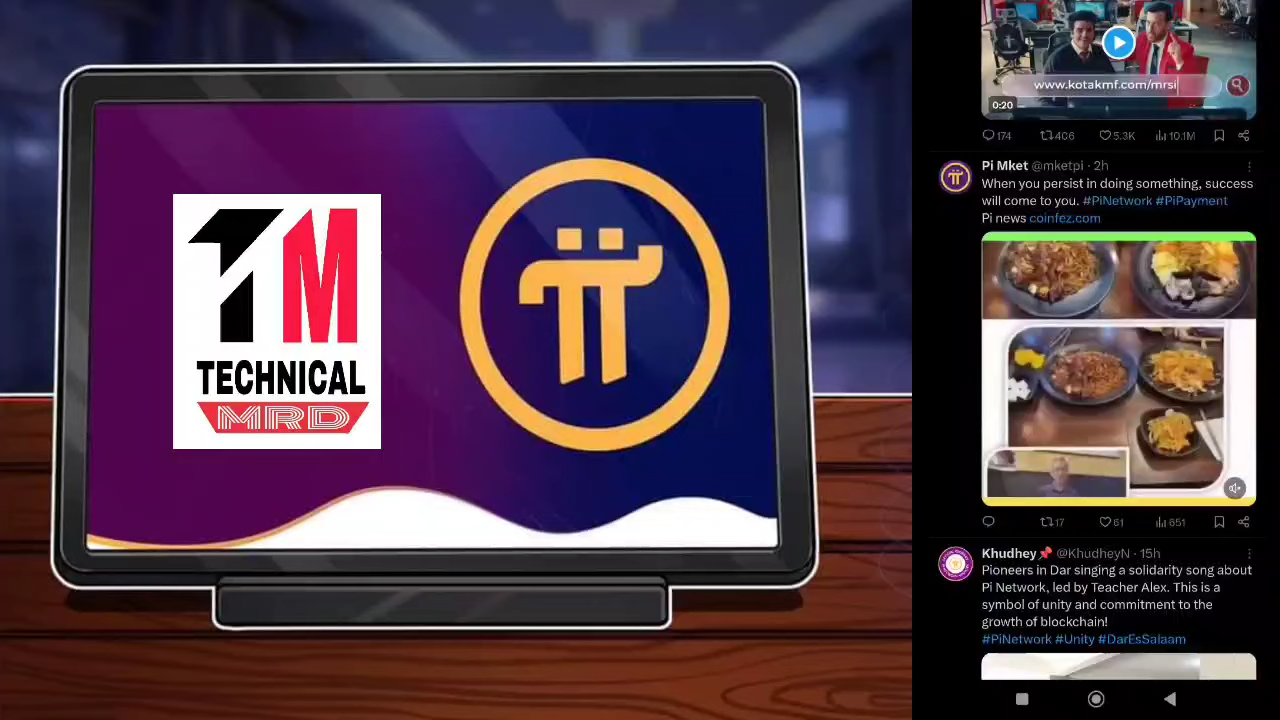 TM
TECHNICAL
MRD
www.kotakmf.com/mrsi
0:20
174 406 5.3K 10.1M
Pi Mket @mketpi · 2h
When you persist in doing something, success
will come to you. #PiNetwork #PiPayment
Pi news coinfez.com
17 61 651
Khudhey📌 @KhudheyN · 15h
Pioneers in Dar singing a solidarity song about
Pi Network, led by Teacher Alex. This is a
symbol of unity and commitment to the
growth of blockchain!
#PiNetwork #Unity #DarEsSalaam